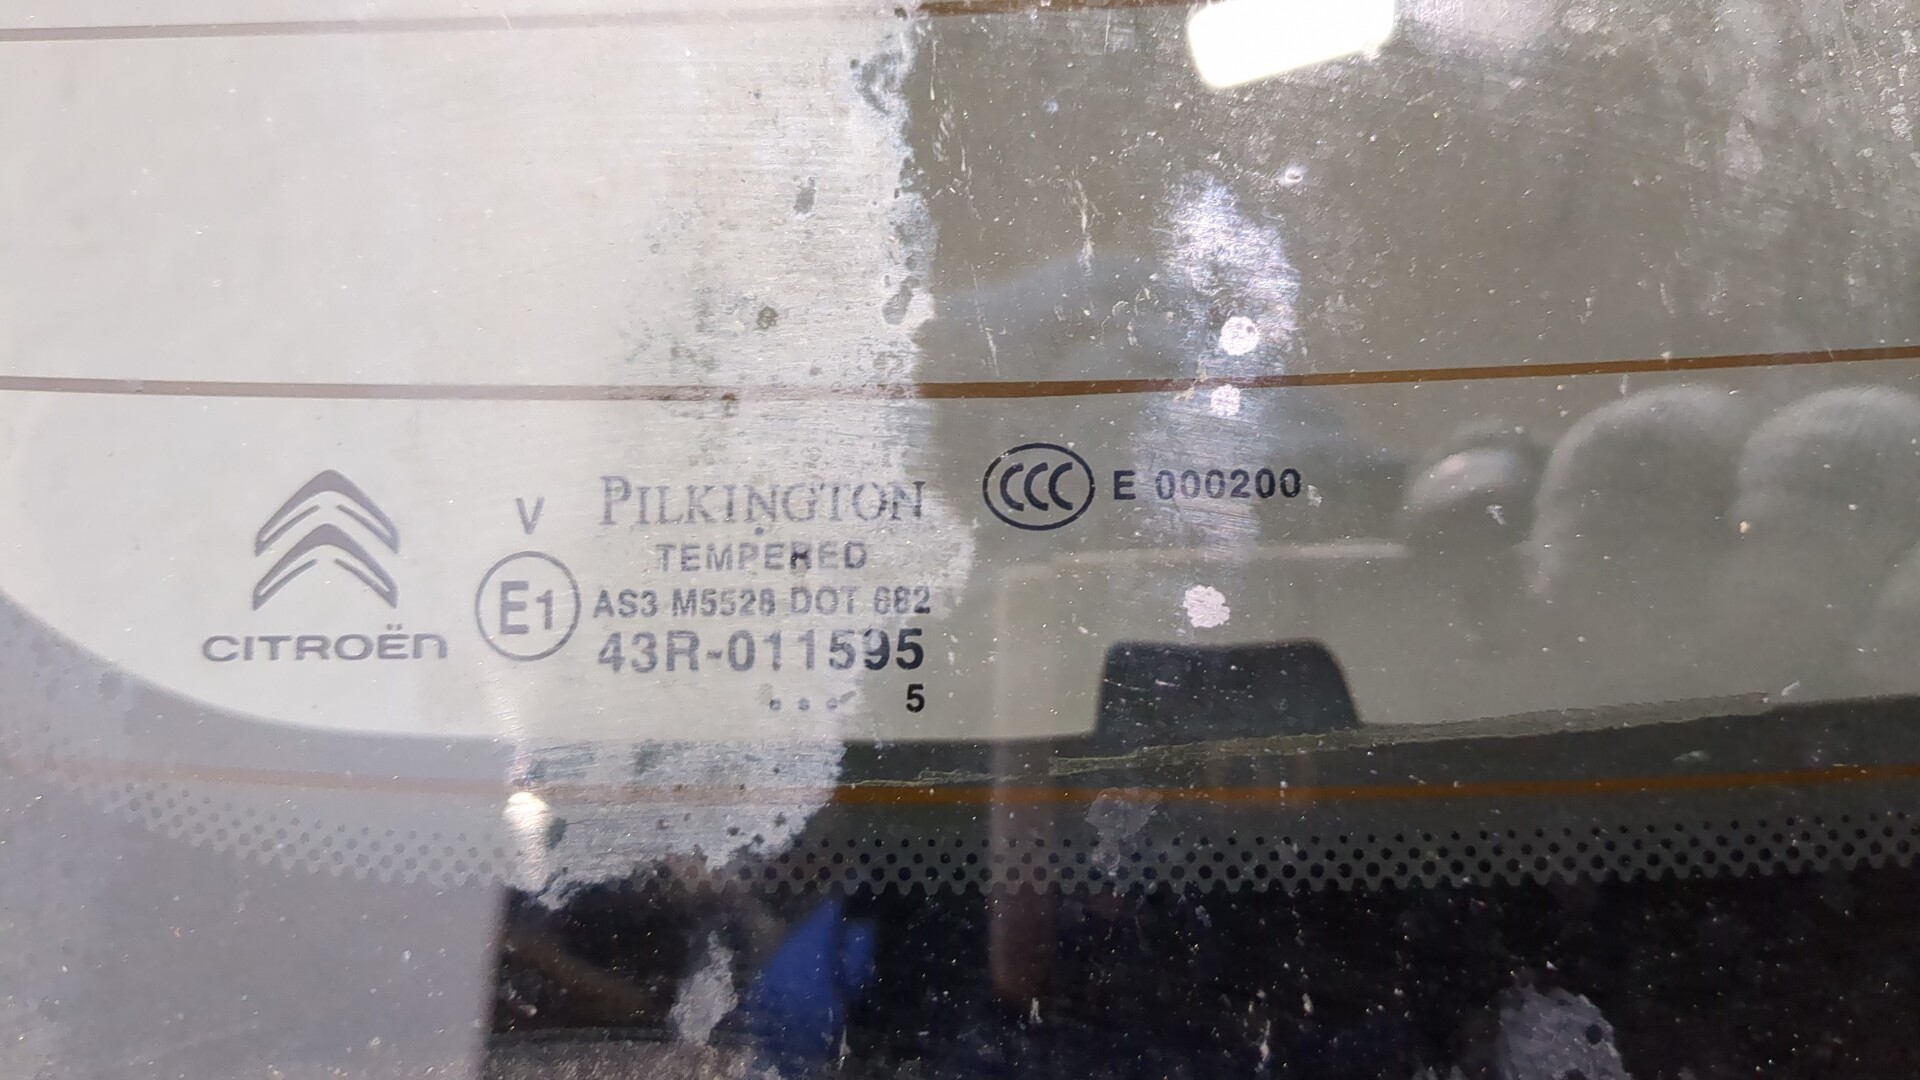 CITROËN
V
PILKINGTON
TEMPERED
E1
AS3 M5528 DOT 682
43R-011595
5
CCC E 000200